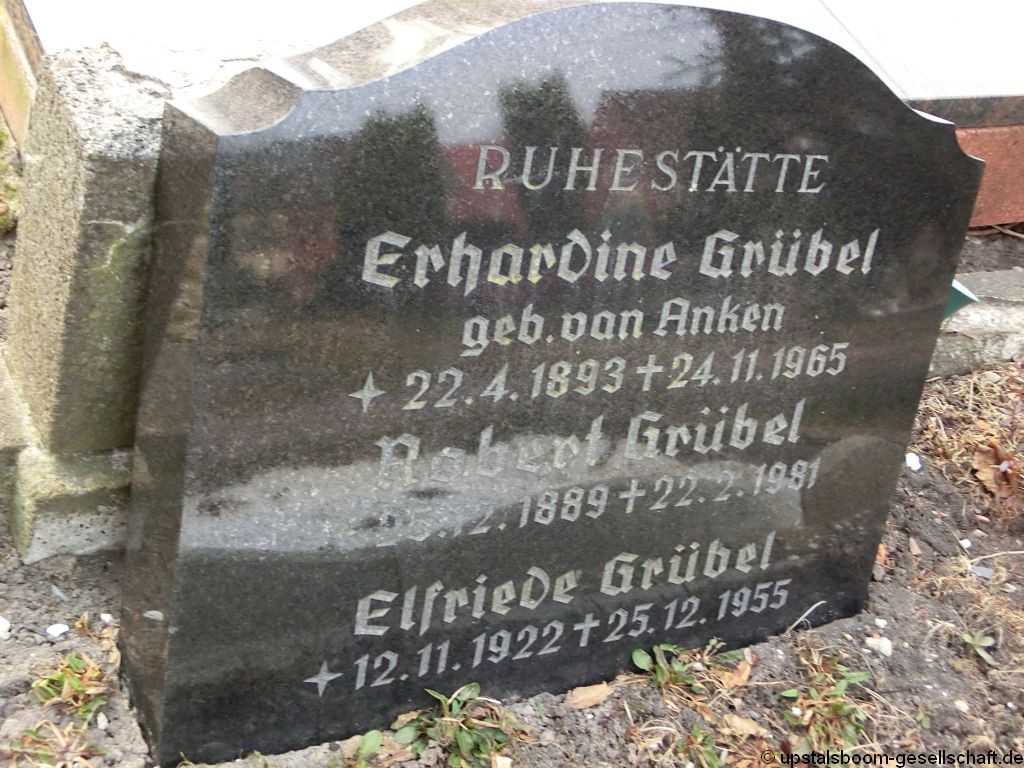 RUHESTÄTTE
Erhardine Grübel
geb. van Anken
✦ 22.4.1893 ✝ 24.11.1965
Robert Grübel
12.1889 ✝ 22.2.1981
Elfriede Grübel
✦ 12.11.1922 ✝ 25.12.1955
©upstalsboom-gesellschaft.de